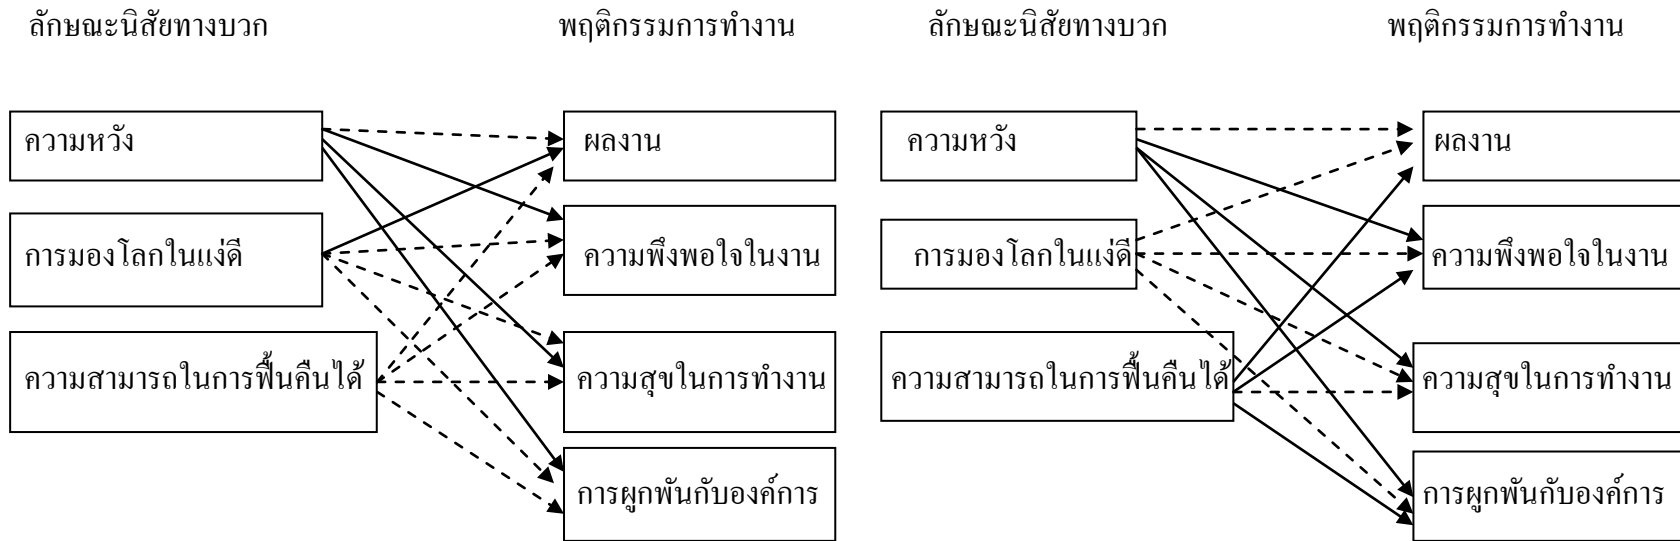 ลักษณะนิสัยทางบวก
พฤติกรรมการทำงาน
ความหวัง
ผลงาน
การมองโลกในแง่ดี
ความพึงพอใจในงาน
ความสามารถในการฟื้นคืนได้
ความสุขในการทำงาน
การผูกพันกับองค์การ
ลักษณะนิสัยทางบวก
พฤติกรรมการทำงาน
ความหวัง
ผลงาน
การมองโลกในแง่ดี
ความพึงพอใจในงาน
ความสามารถในการฟื้นคืนได้
ความสุขในการทำงาน
การผูกพันกับองค์การ